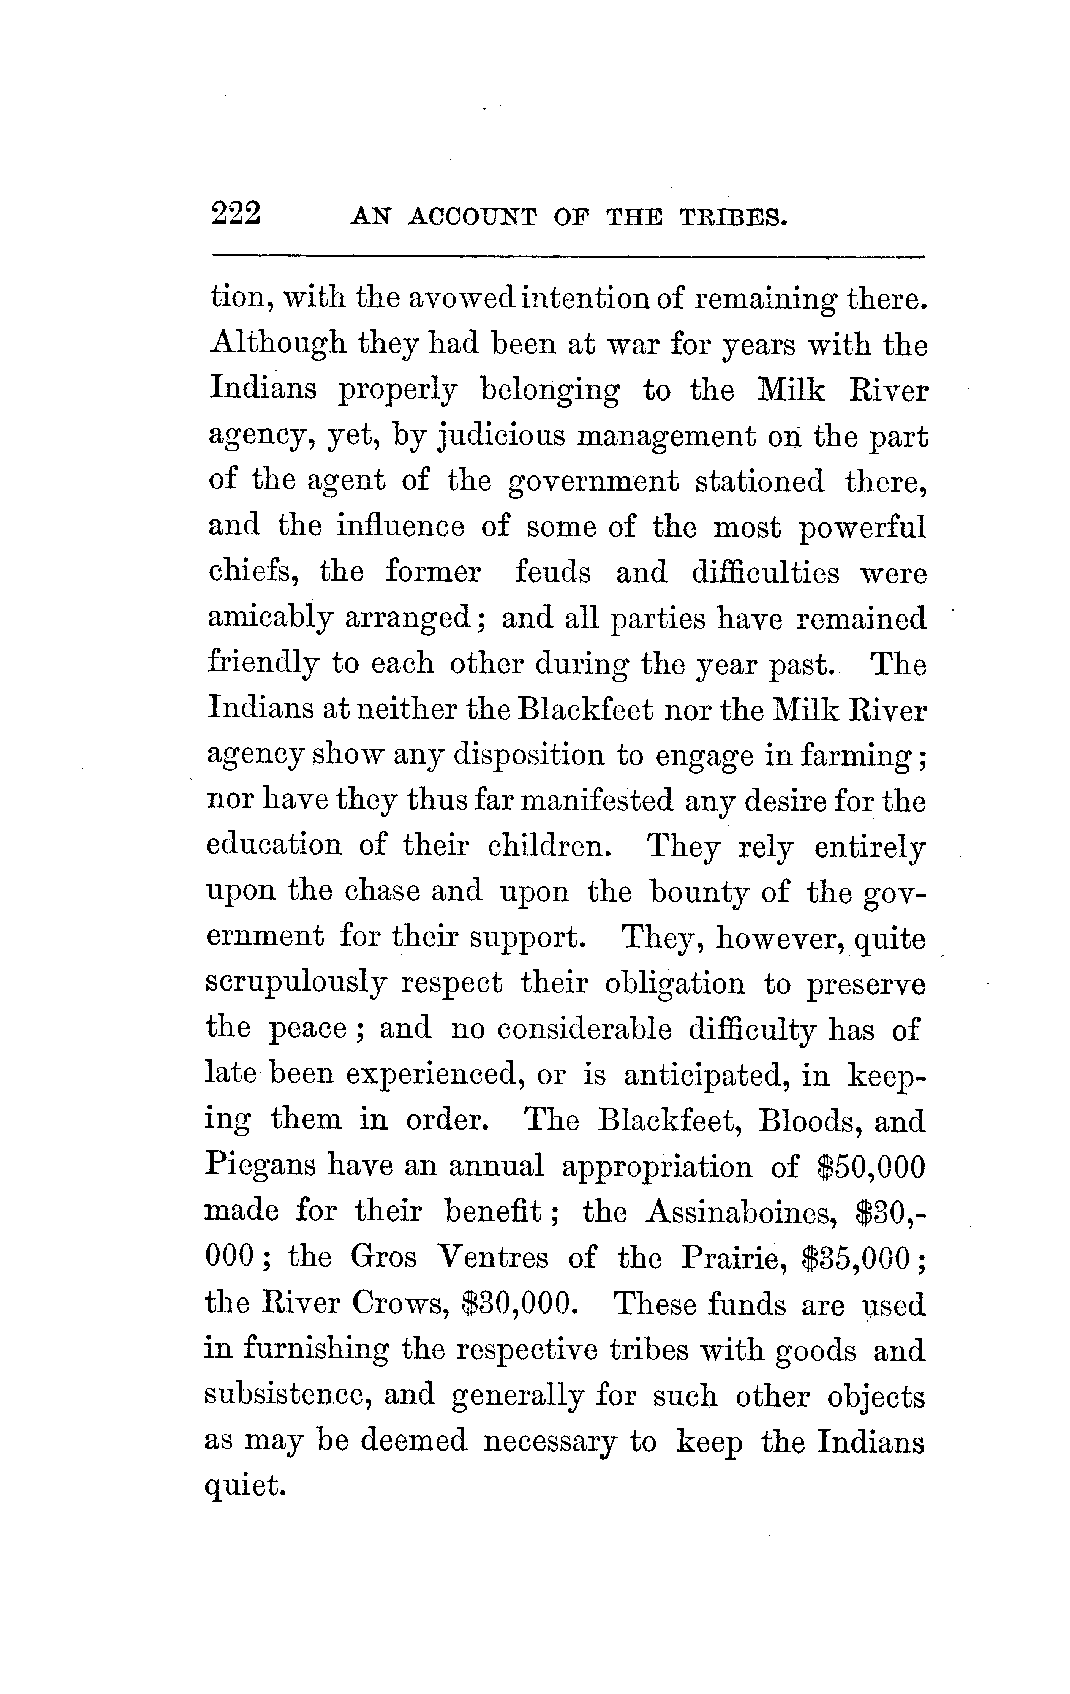 222 AN ACCOUNT OF THE TRIBES.
tion, with the avowed intention of remaining there.
Although they had been at war for years with the
Indians properly belonging to the Milk River
agency, yet, by judicious management on the part
of the agent of the government stationed there,
and the influence of some of the most powerful
chiefs, the former feuds and difficulties were
amicably arranged; and all parties have remained
friendly to each other during the year past. The
Indians at neither the Blackfeet nor the Milk River
agency show any disposition to engage in farming;
nor have they thus far manifested any desire for the
education of their children. They rely entirely
upon the chase and upon the bounty of the gov-
ernment for their support. They, however, quite
scrupulously respect their obligation to preserve
the peace; and no considerable difficulty has of
late been experienced, or is anticipated, in keep-
ing them in order. The Blackfeet, Bloods, and
Piegans have an annual appropriation of $50,000
made for their benefit; the Assinaboines, $30,-
000; the Gros Ventres of the Prairie, $35,000;
the River Crows, $30,000. These funds are used
in furnishing the respective tribes with goods and
subsistence, and generally for such other objects
as may be deemed necessary to keep the Indians
quiet.